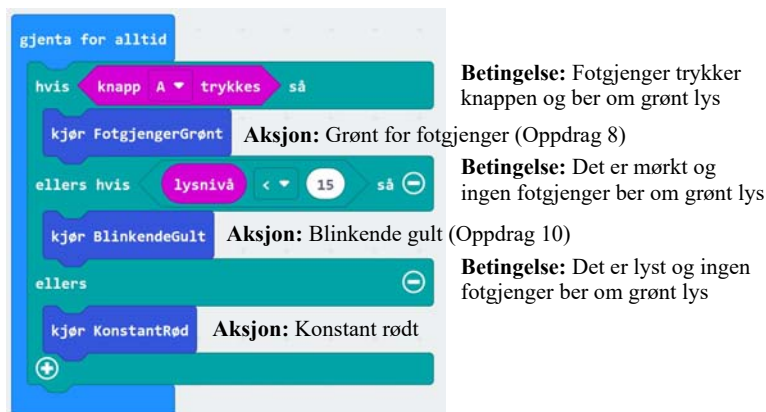 gjenta for alltid
hvis knapp A trykkes så
Betingelse: Fotgjenger trykker
knappen og ber om grønt lys
kjør FotgjengerGrønt Aksjon: Grønt for fotgjenger (Oppdrag 8)
ellers hvis lysnivå < 15 så
Betingelse: Det er mørkt og
ingen fotgjenger ber om grønt lys
kjør BlinkendeGult Aksjon: Blinkende gult (Oppdrag 10)
ellers
Betingelse: Det er lyst og ingen
fotgjenger ber om grønt lys
kjør KonstantRød Aksjon: Konstant rødt